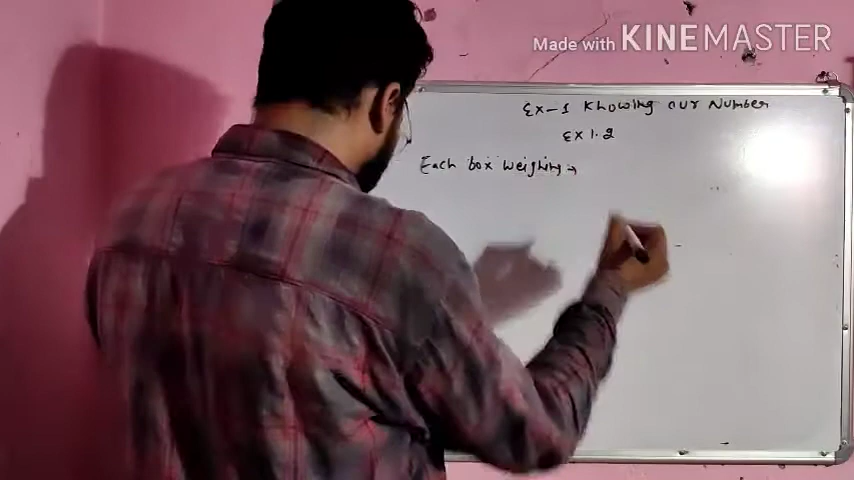 Made with KINEMASTER
Ex-1 Knowing our Number
Ex 1.2
Each box weighing →